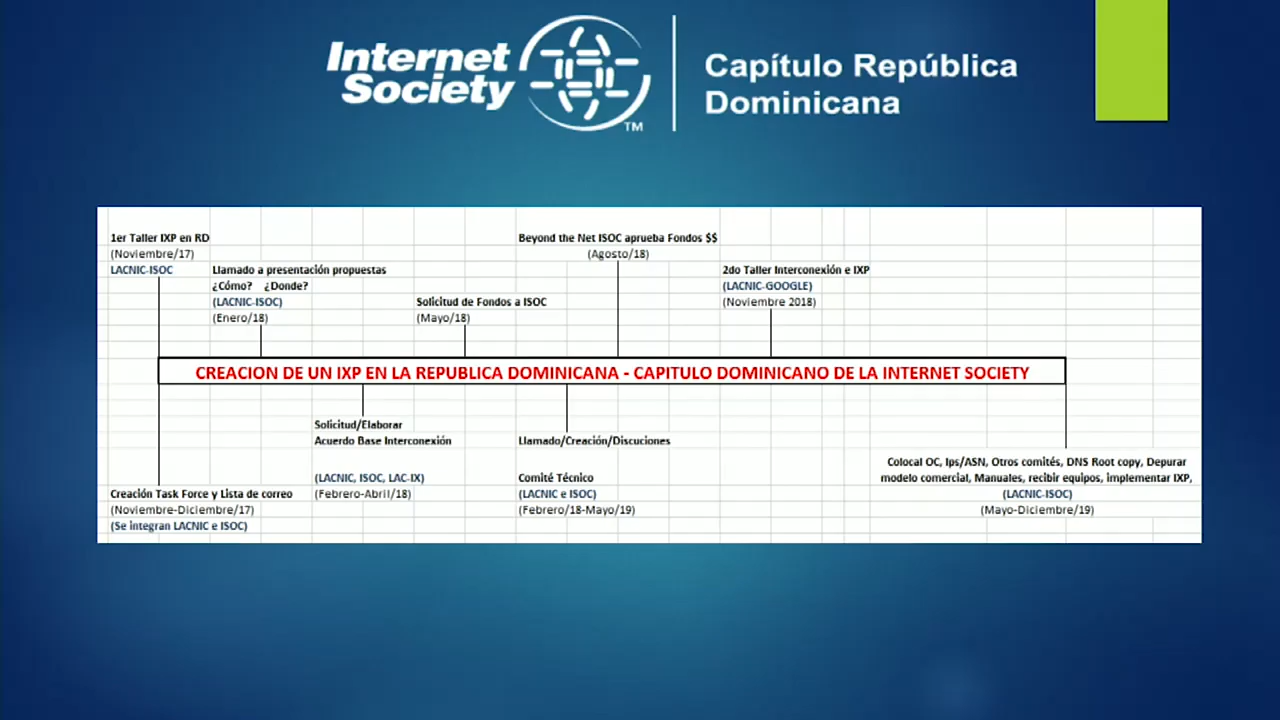 Internet
Society
TM
Capítulo República
Dominicana
1er Taller IXP en RD
(Noviembre/17)
LACNIC-ISOC
Llamado a presentación propuestas
¿Cómo? ¿Donde?
(LACNIC-ISOC)
(Enero/18)
Solicitud de Fondos a ISOC
(Mayo/18)
Beyond the Net ISOC aprueba Fondos $$
(Agosto/18)
2do Taller Interconexión e IXP
(LACNIC-GOOGLE)
(Noviembre 2018)
CREACION DE UN IXP EN LA REPUBLICA DOMINICANA - CAPITULO DOMINICANO DE LA INTERNET SOCIETY
Creación Task Force y Lista de correo
(Noviembre-Diciembre/17)
(Se integran LACNIC e ISOC)
Solicitud/Elaborar
Acuerdo Base Interconexión
(LACNIC, ISOC, LAC-IX)
(Febrero-Abril/18)
Llamado/Creación/Discuciones
Comité Técnico
(LACNIC e ISOC)
(Febrero/18-Mayo/19)
Colocal OC, Ips/ASN, Otros comités, DNS Root copy, Depurar
modelo comercial, Manuales, recibir equipos, implementar IXP,
(LACNIC-ISOC)
(Mayo-Diciembre/19)